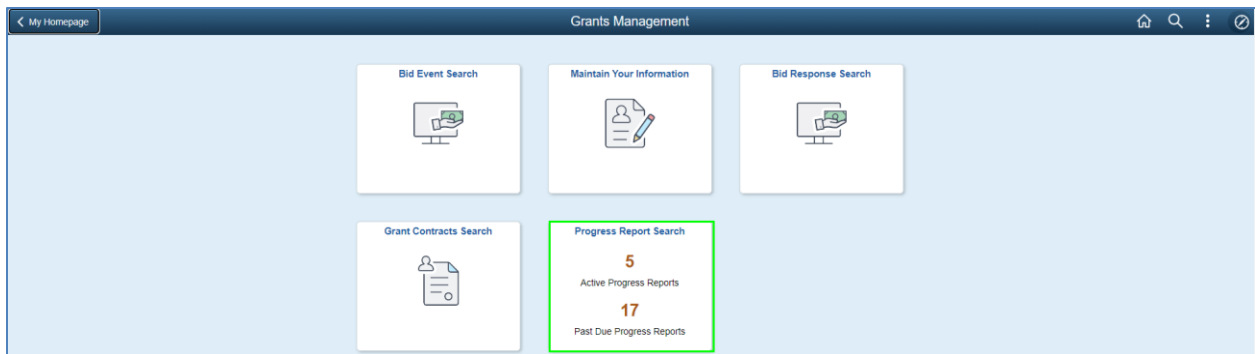 My Homepage
Grants Management
Bid Event Search
Maintain Your Information
Bid Response Search
Grant Contracts Search
Progress Report Search
5
Active Progress Reports
17
Past Due Progress Reports